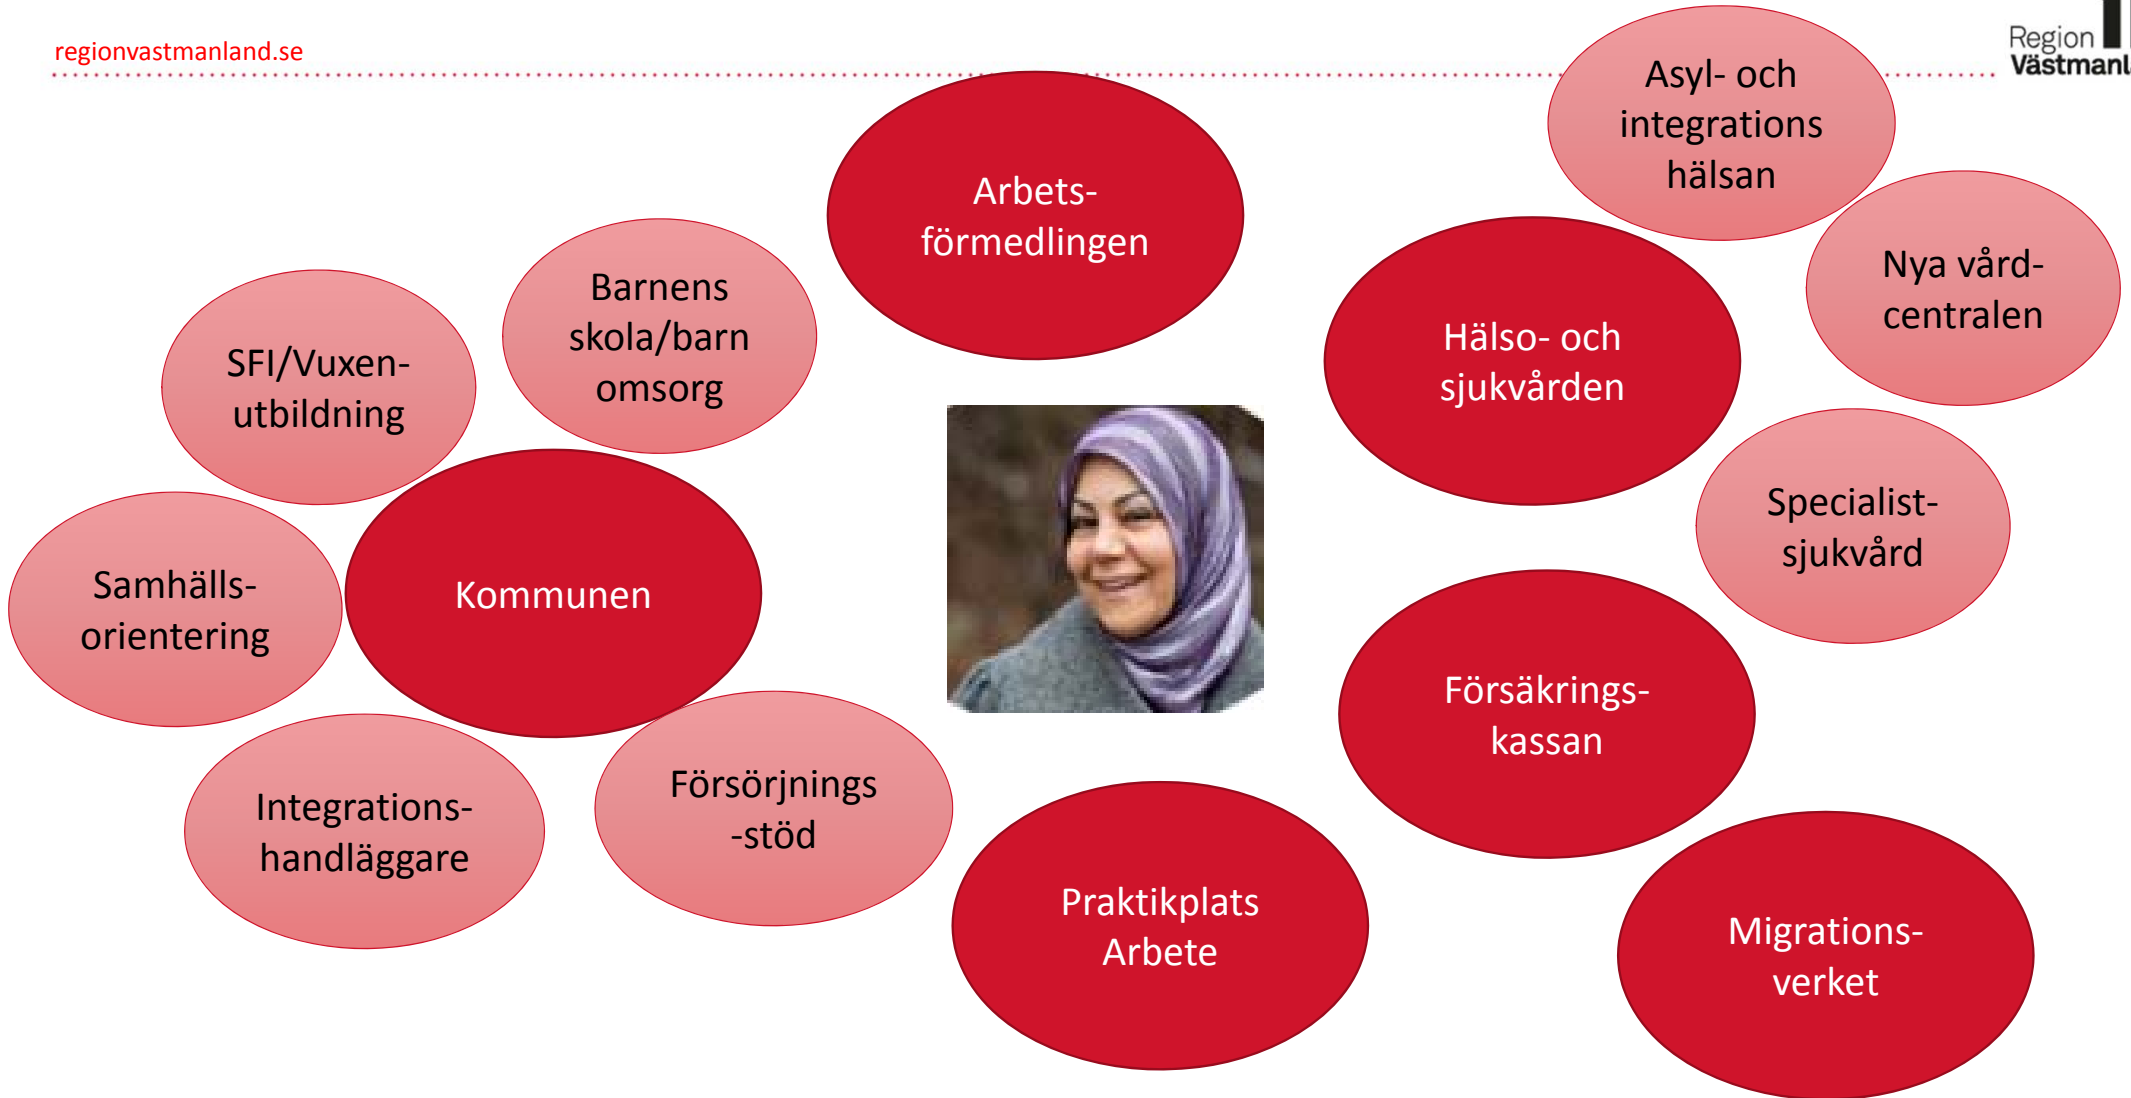 regionvastmanland.se
Region
Västmanl
Asyl- och
integrations
hälsan
Arbets-
förmedlingen
Nya vård-
centralen
Barnens
skola/barn
omsorg
Hälso- och
sjukvården
SFI/Vuxen-
utbildning
Specialist-
sjukvård
Samhälls-
orientering
Kommunen
Försäkrings-
kassan
Integrations-
handläggare
Försörjnings
-stöd
Praktikplats
Arbete
Migrations-
verket